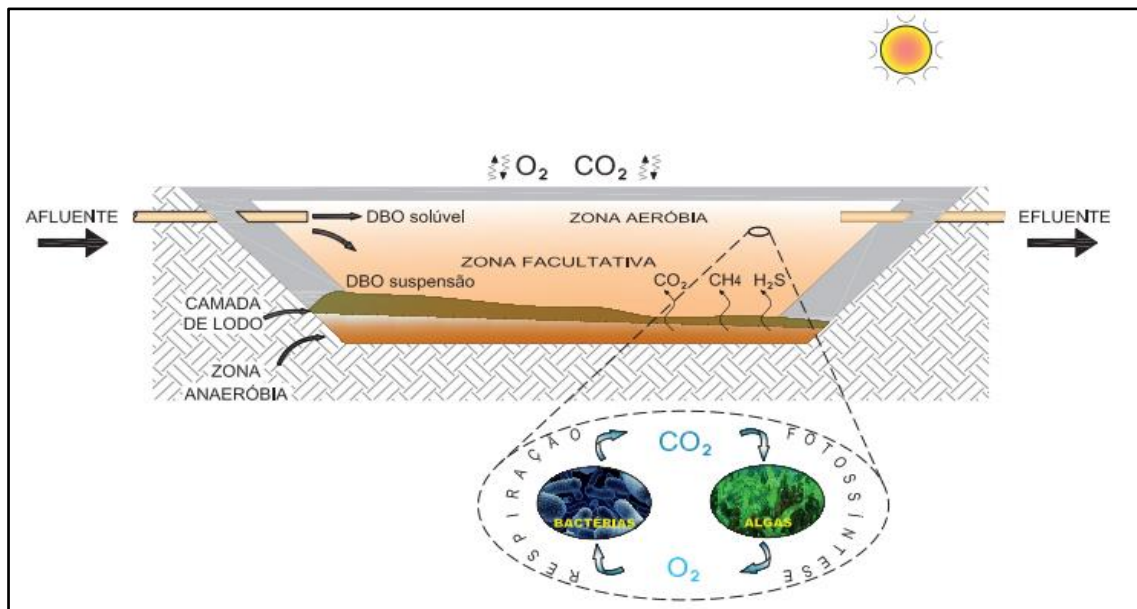 O₂ CO₂
AFLUENTE
DBO solúvel
ZONA AERÓBIA
EFLUENTE
ZONA FACULTATIVA
DBO suspensão
CO₂ CH4 H₂S
CAMADA
DE LODO
ZONA
ANAERÓBIA
RESPIRAÇÃO
CO₂
FOTOSSÍNTESE
BACTÉRIAS
ALGAS
O₂